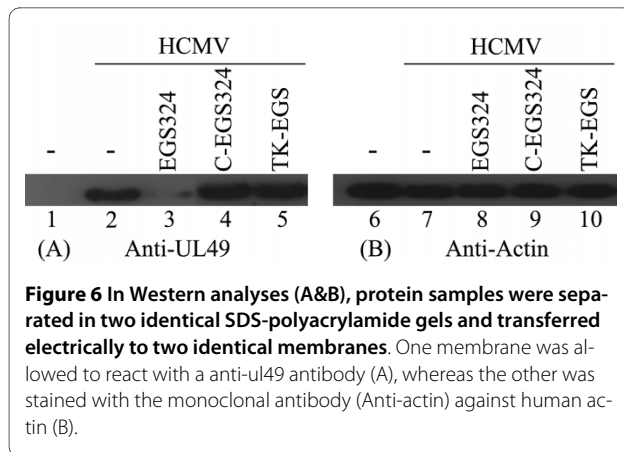 HCMV HCMV
- - EGS324 C-EGS324 TK-EGS - - EGS324 C-EGS324 TK-EGS
1 2 3 4 5 6 7 8 9 10
(A) Anti-UL49 (B) Anti-Actin
Figure 6 In Western analyses (A&B), protein samples were sepa-
rated in two identical SDS-polyacrylamide gels and transferred
electrically to two identical membranes. One membrane was al-
lowed to react with a anti-ul49 antibody (A), whereas the other was
stained with the monoclonal antibody (Anti-actin) against human ac-
tin (B).